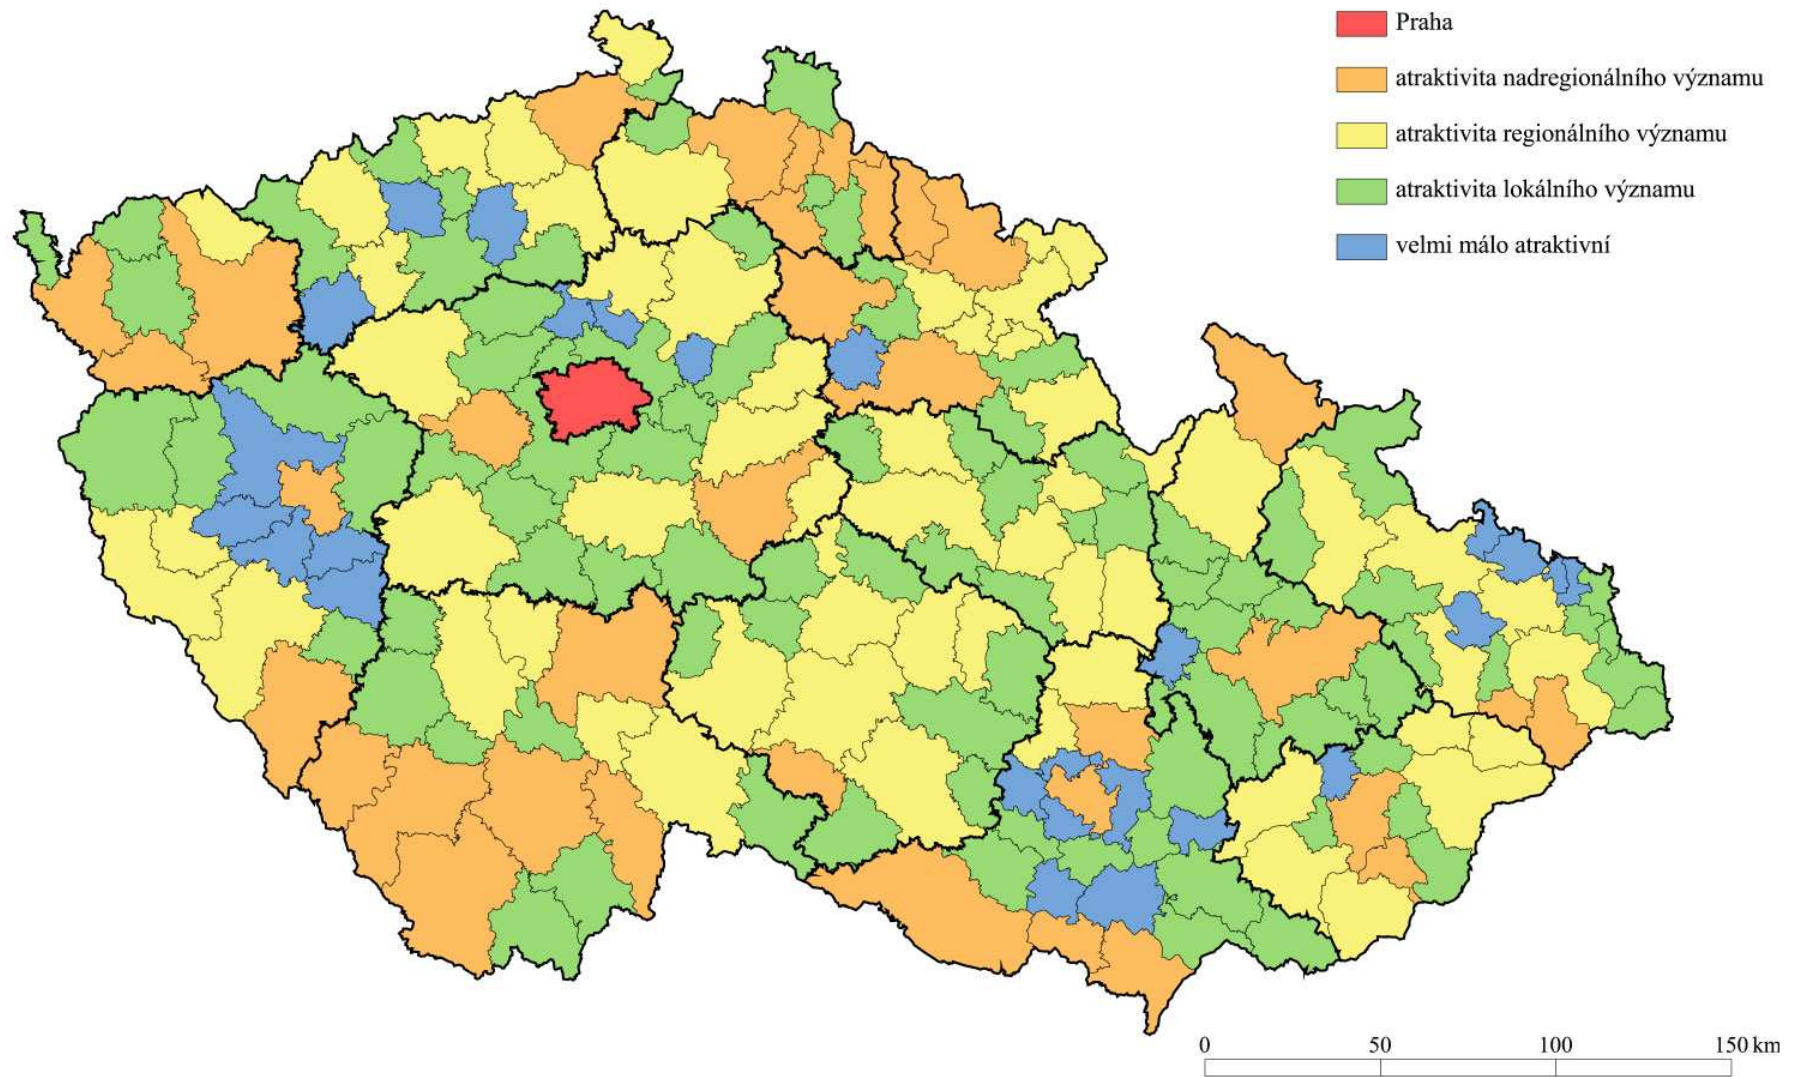 Praha
atraktivita nadregionálního významu
atraktivita regionálního významu
atraktivita lokálního významu
velmi málo atraktivní
0 50 100 150 km